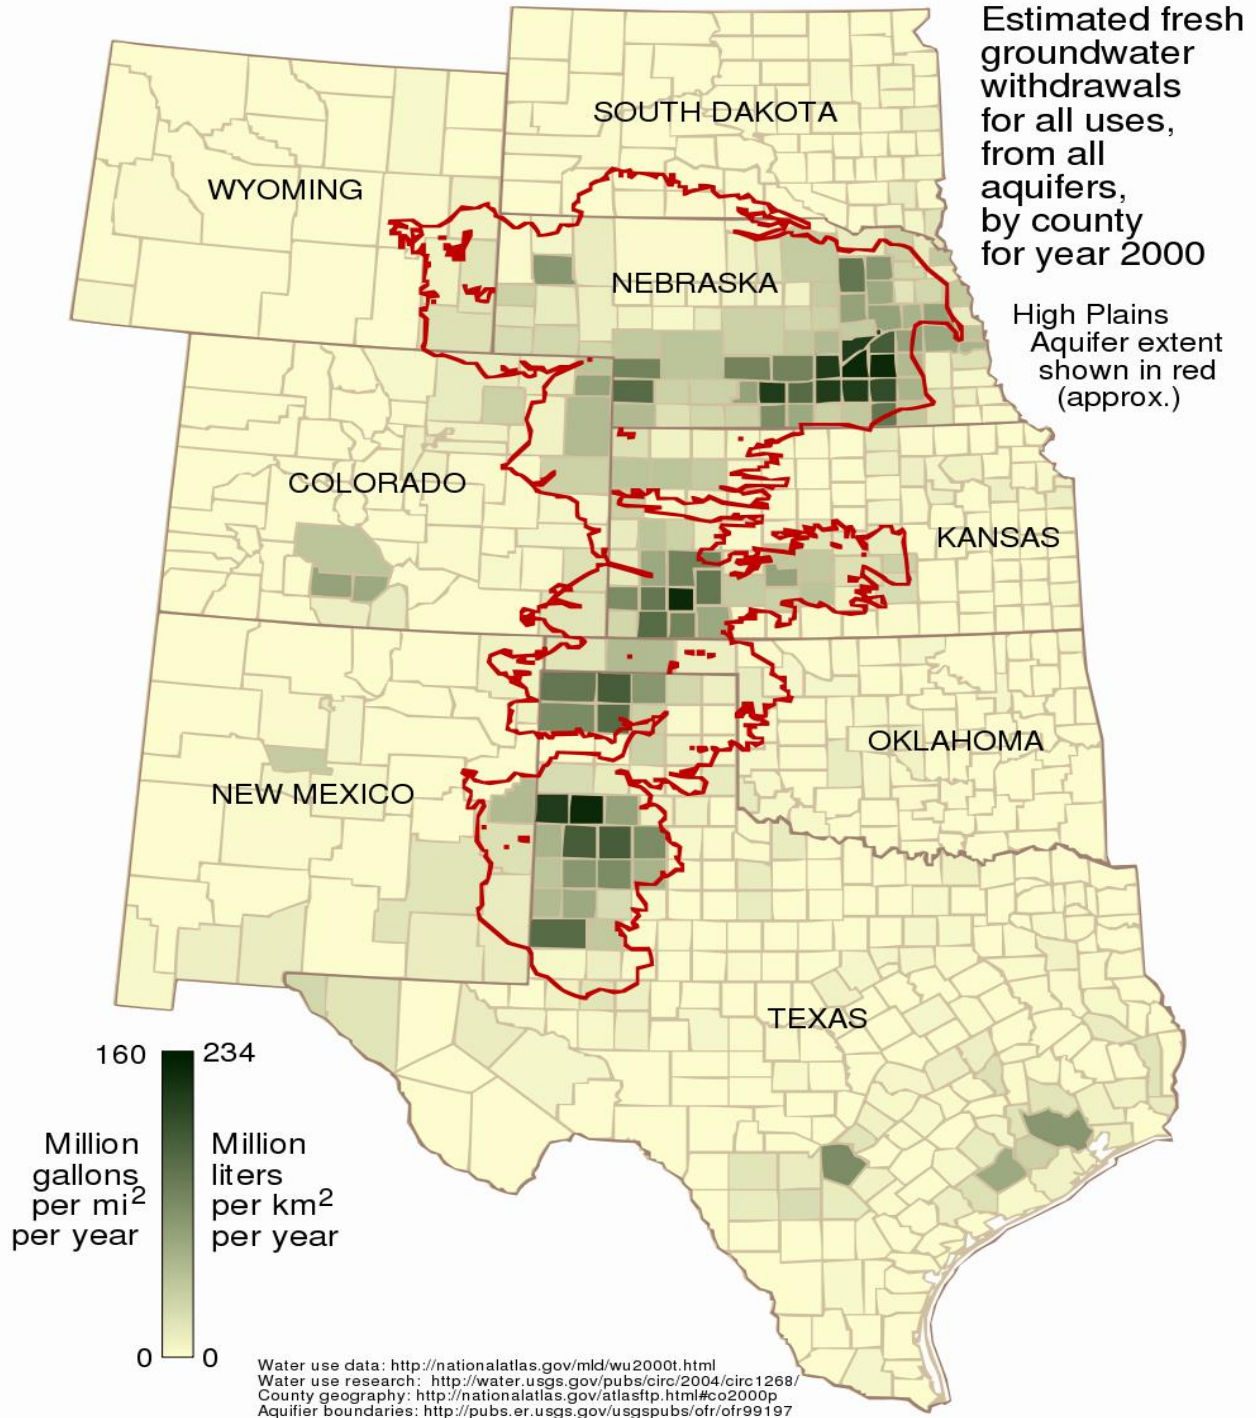 Estimated fresh
groundwater
withdrawals
for all uses,
from all
aquifers,
by county
for year 2000
High Plains
Aquifer extent
shown in red
(approx.)
SOUTH DAKOTA
WYOMING
NEBRASKA
COLORADO
KANSAS
OKLAHOMA
NEW MEXICO
TEXAS
160 234
Million
gallons
per mi2
per year
Million
liters
per km2
per year
0 0
Water use data: http://nationalatlas.gov/mld/wu2000t.html
Water use research: http://water.usgs.gov/pubs/circ/2004/circ1268/
County geography: http://nationalatlas.gov/atlasftp.html#co2000p
Aquifier boundaries: http://pubs.er.usgs.gov/usgspubs/ofr/ofr99197